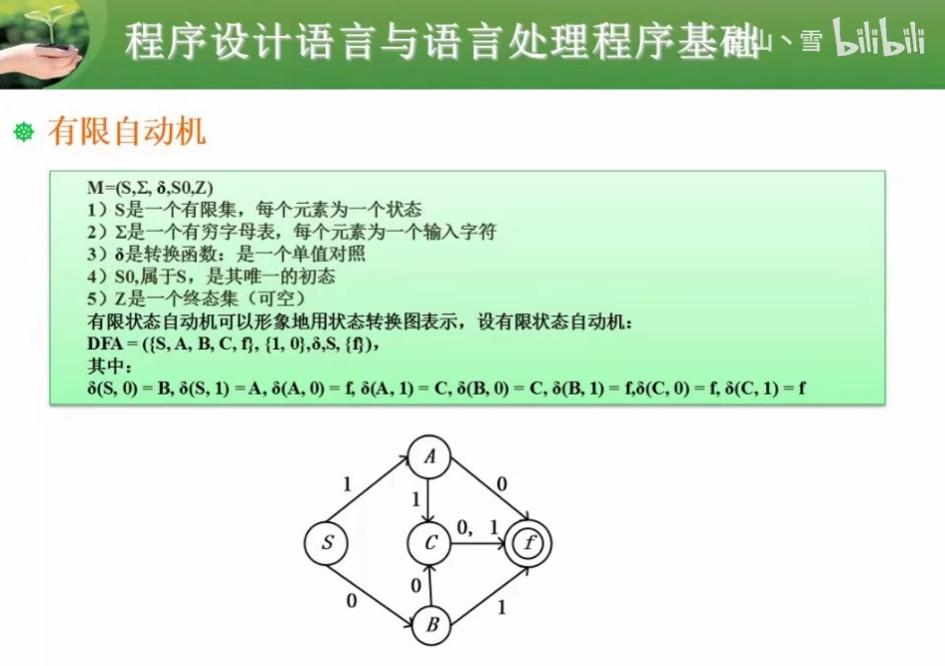 程序设计语言与语言处理程序基础
山丶雪 bilibili
有限自动机
M=(S,Σ, δ,S0,Z)
1）S是一个有限集，每个元素为一个状态
2）Σ是一个有穷字母表，每个元素为一个输入字符
3）δ是转换函数：是一个单值对照
4）S0,属于S，是其唯一的初态
5）Z是一个终态集（可空）
有限状态自动机可以形象地用状态转换图表示，设有限状态自动机：
DFA = ({S, A, B, C, f}, {1, 0},δ,S, {f})，
其中：
δ(S, 0) = B, δ(S, 1) = A, δ(A, 0) = f, δ(A, 1) = C, δ(B, 0) = C, δ(B, 1) = f,δ(C, 0) = f, δ(C, 1) = f
A
1
0
1
S
C
0, 1
f
0
0
1
B